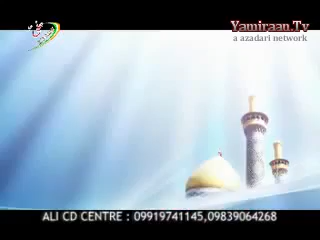 Yamiraan.Tv
a azadari network
ALI CD CENTRE : 09919741145,09839064268